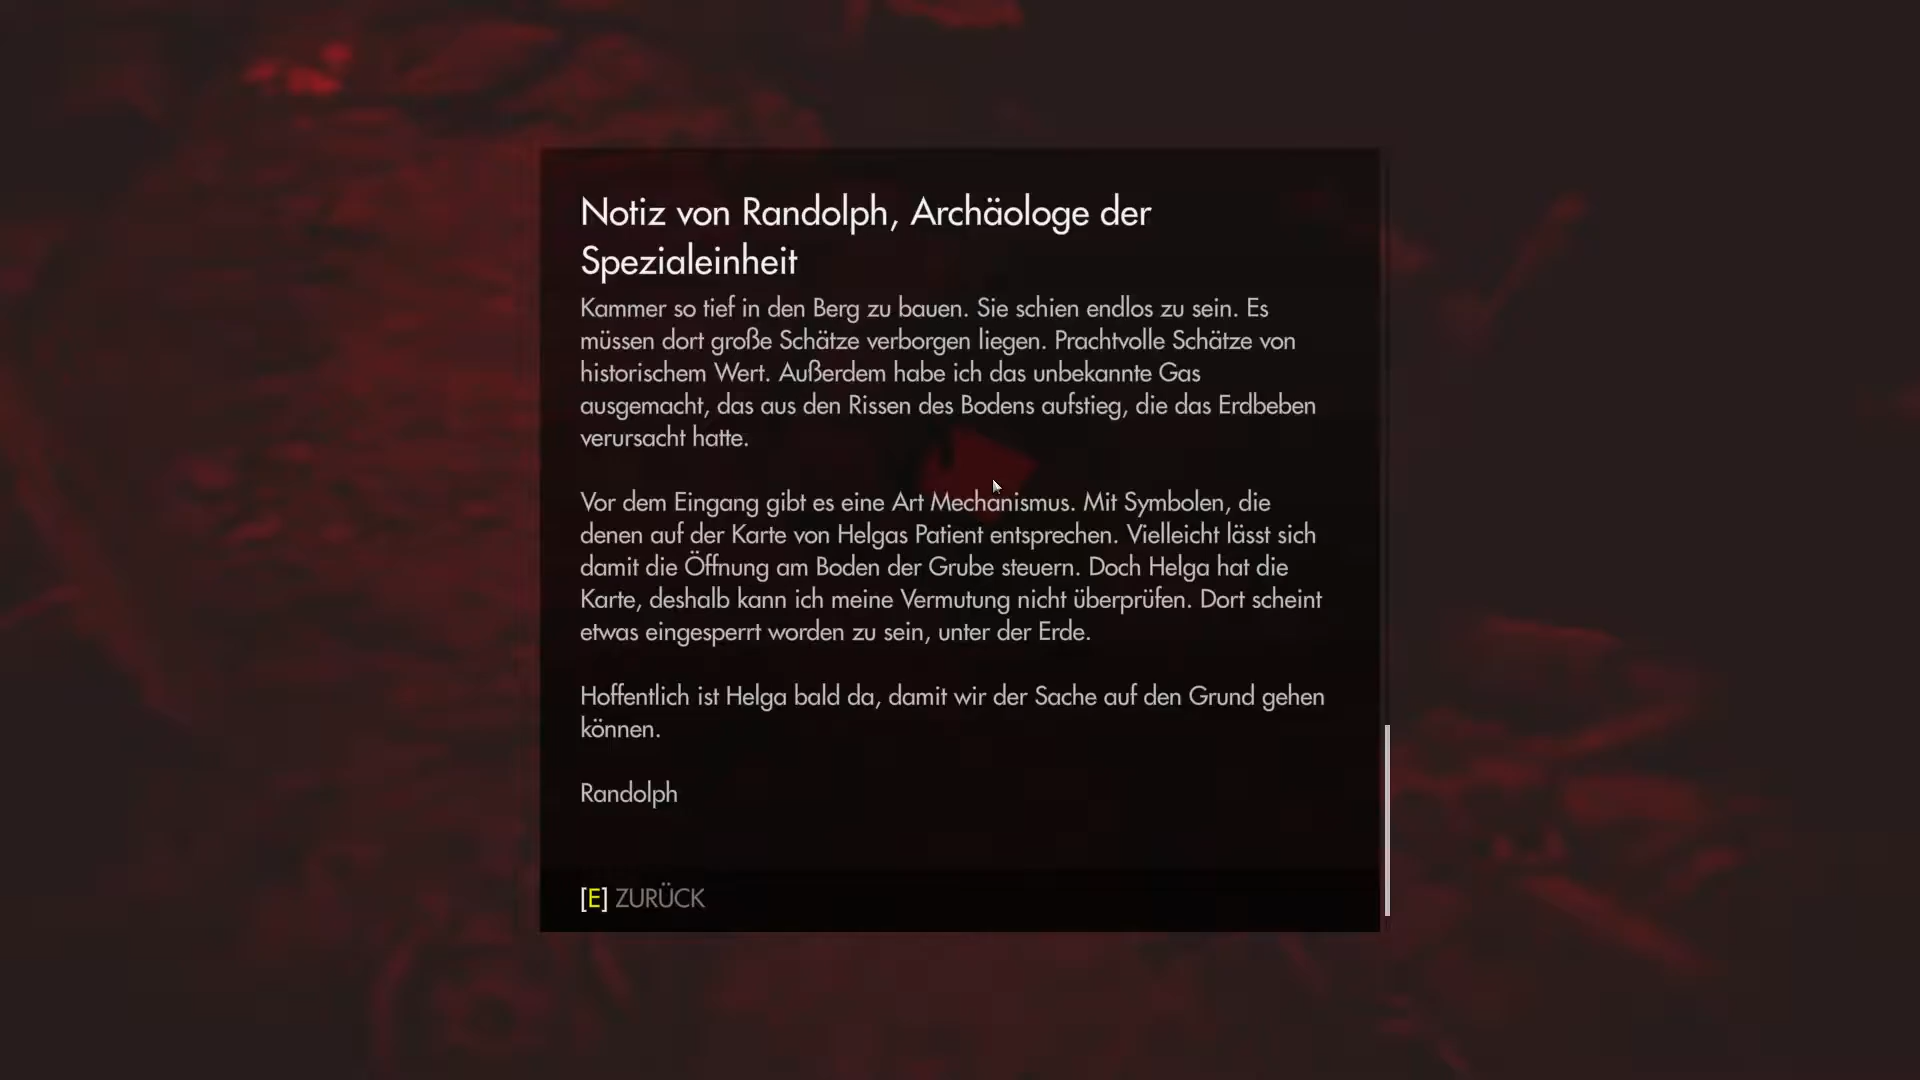 Notiz von Randolph, Archäologe der
Spezialeinheit
Kammer so tief in den Berg zu bauen. Sie schien endlos zu sein. Es
müssen dort große Schätze verborgen liegen. Prachtvolle Schätze von
historischem Wert. Außerdem habe ich das unbekannte Gas
ausgemacht, das aus den Rissen des Bodens aufstieg, die das Erdbeben
verursacht hatte.
Vor dem Eingang gibt es eine Art Mechanismus. Mit Symbolen, die
denen auf der Karte von Helgas Patient entsprechen. Vielleicht lässt sich
damit die Öffnung am Boden der Grube steuern. Doch Helga hat die
Karte, deshalb kann ich meine Vermutung nicht überprüfen. Dort scheint
etwas eingesperrt worden zu sein, unter der Erde.
Hoffentlich ist Helga bald da, damit wir der Sache auf den Grund gehen
können.
Randolph
[E] ZURÜCK